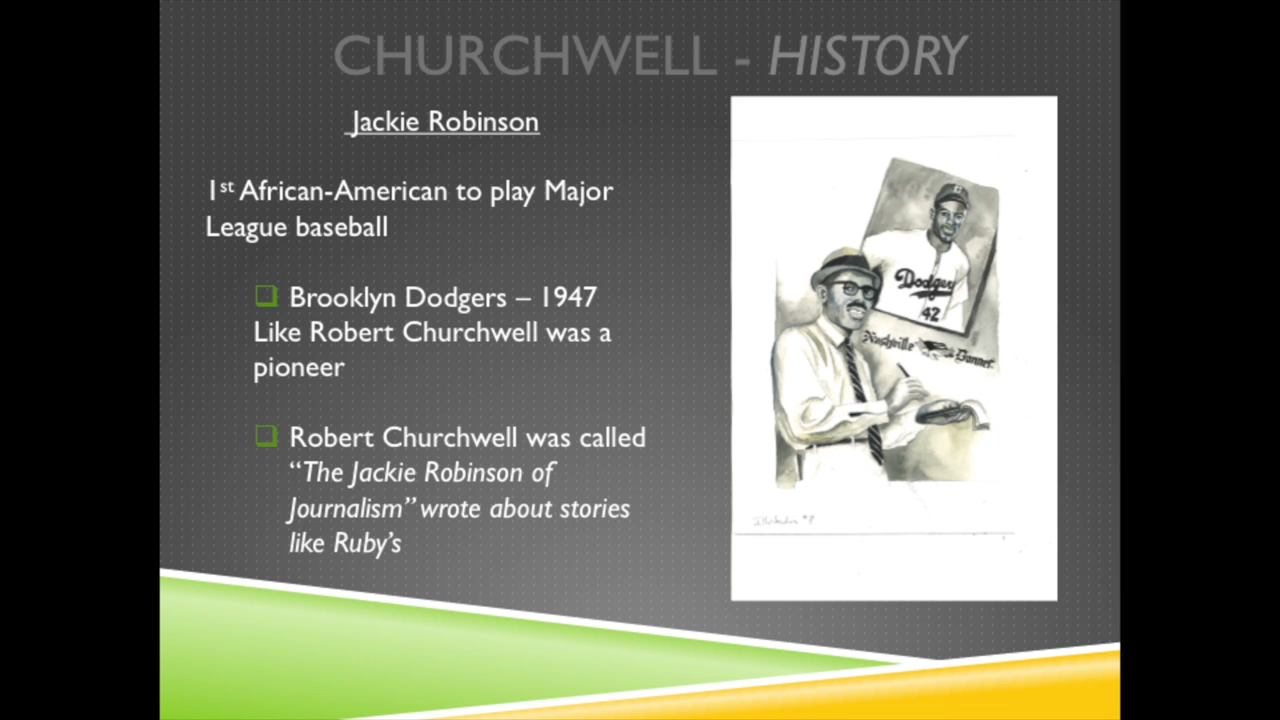 CHURCHWELL - HISTORY
Jackie Robinson
1st African-American to play Major
League baseball
❑ Brooklyn Dodgers – 1947
Like Robert Churchwell was a
pioneer
❑ Robert Churchwell was called
“The Jackie Robinson of
Journalism” wrote about stories
like Ruby’s
Dodgers
42
Nashville Banner